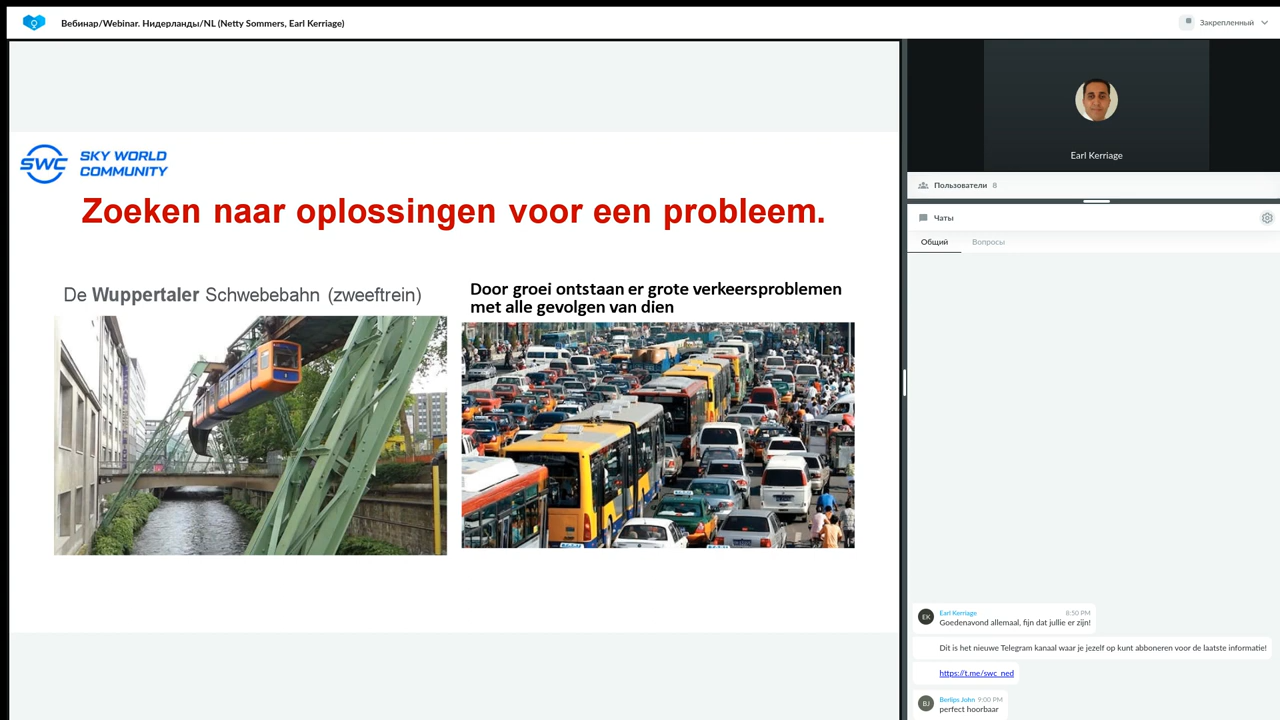 Вебинар/Webinar. Нидерланды/NL (Netty Sommers, Earl Kerriage)
Закрепленный
SWC SKY WORLD
COMMUNITY
Zoeken naar oplossingen voor een probleem.
De Wuppertaler Schwebebahn (zweeftrein)
Door groei ontstaan er grote verkeersproblemen
met alle gevolgen van dien
Earl Kerriage
Пользователи 8
Чаты
Общий Вопросы
EK Earl Kerriage 8:50 PM
Goedenavond allemaal, fijn dat jullie er zijn!
Dit is het nieuwe Telegram kanaal waar je jezelf op kunt abboneren voor de laatste informatie!
https://t.me/swc_ned
BJ Berlips John 9:00 PM
perfect hoorbaar